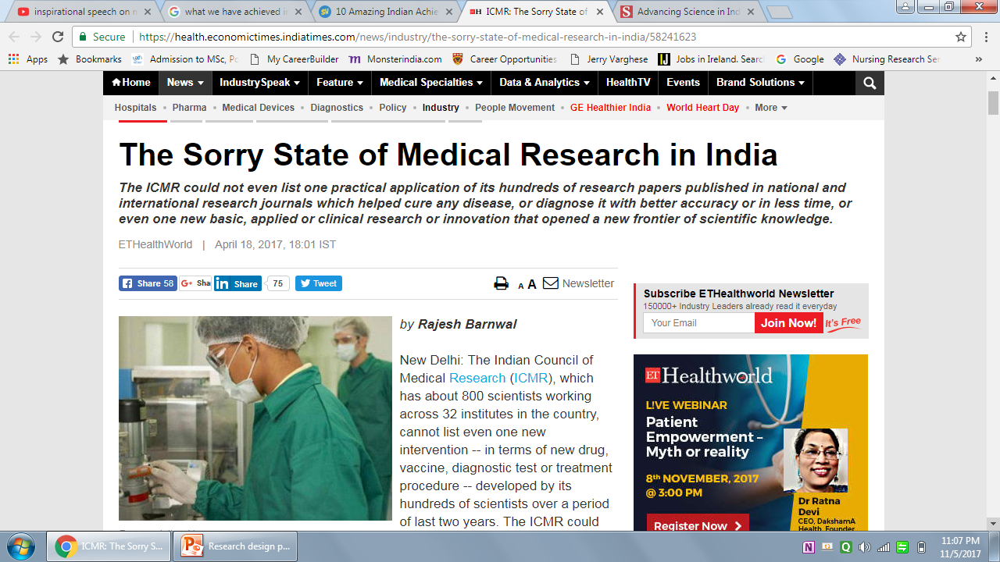 inspirational speech on n
what we have achieved i
10 Amazing Indian Achie
ICMR: The Sorry State of
Advancing Science in Ind
Secure
https://health.economictimes.indiatimes.com/news/industry/the-sorry-state-of-medical-research-in-india/58241623
Apps
Bookmarks
Admission to MSc, Po
My CareerBuilder
Monsterindia.com
Career Opportunities
Jerry Varghese
Jobs in Ireland. Searc
Google
Nursing Research Se
»
Home
News
IndustrySpeak
Feature
Medical Specialties
Data & Analytics
HealthTV
Events
Brand Solutions
Hospitals • Pharma • Medical Devices • Diagnostics • Policy • Industry • People Movement • GE Healthier India • World Heart Day • More
The Sorry State of Medical Research in India
The ICMR could not even list one practical application of its hundreds of research papers published in national and
international research journals which helped cure any disease, or diagnose it with better accuracy or in less time, or
even one new basic, applied or clinical research or innovation that opened a new frontier of scientific knowledge.
ETHealthWorld | April 18, 2017, 18:01 IST
Share 58
G+ Sha
in Share
75
Tweet
A A
Newsletter
by Rajesh Barnwal
New Delhi: The Indian Council of
Medical Research (ICMR), which
has about 800 scientists working
across 32 institutes in the country,
cannot list even one new
intervention -- in terms of new drug,
vaccine, diagnostic test or treatment
procedure -- developed by its
hundreds of scientists over a period
of last two years. The ICMR could
Subscribe ETHealthworld Newsletter
150000+ Industry Leaders already read it everyday
Your Email
Join Now!
It's Free
ET Healthworld
L!VE WEBINAR
Patient
Empowerment –
Myth or reality
8th NOVEMBER, 2017
@ 3:00 PM
Register Now
Dr Ratna
Devi
CEO, DakshamA
Health, Founder
ICMR: The Sorry S...
Research design p...
11:07 PM
11/5/2017